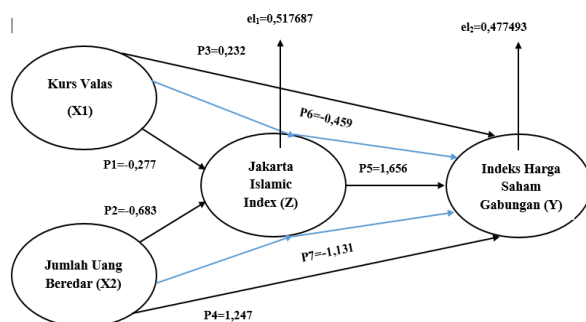 el₁=0,517687
el₂=0,477493
P3=0,232
Kurs Valas
(X1)
P6=-0,459
P1=-0,277
Jakarta
Islamic
Index (Z)
P5=1,656
Indeks Harga
Saham
Gabungan (Y)
P2=-0,683
Jumlah Uang
Beredar (X2)
P7=-1,131
P4=1,247